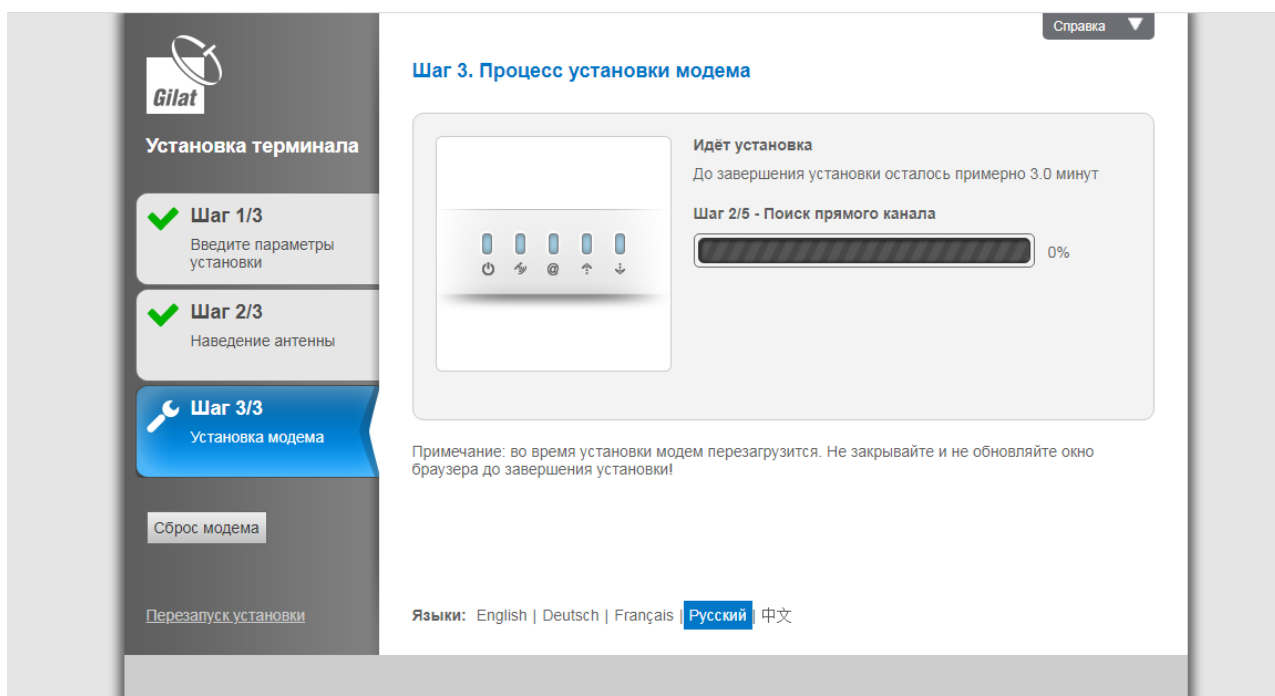 Справка
Gilat
Установка терминала
Шаг 1/3
Введите параметры
установки
Шаг 2/3
Наведение антенны
Шаг 3/3
Установка модема
Сброс модема
Перезапуск установки
Шаг 3. Процесс установки модема
Идёт установка
До завершения установки осталось примерно 3.0 минут
Шаг 2/5 - Поиск прямого канала
0%
@
Примечание: во время установки модем перезагрузится. Не закрывайте и не обновляйте окно
браузера до завершения установки!
Языки: English | Deutsch | Français | Русский | 中文